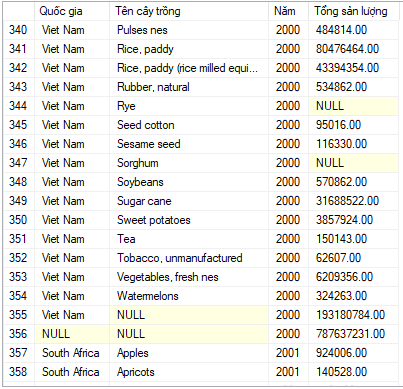 Quốc gia Tên cây trồng Năm Tổng sản lượng
340 Viet Nam Pulses nes 2000 484814.00
341 Viet Nam Rice, paddy 2000 80476464.00
342 Viet Nam Rice, paddy (rice milled equi... 2000 43394354.00
343 Viet Nam Rubber, natural 2000 534862.00
344 Viet Nam Rye 2000 NULL
345 Viet Nam Seed cotton 2000 95016.00
346 Viet Nam Sesame seed 2000 116330.00
347 Viet Nam Sorghum 2000 NULL
348 Viet Nam Soybeans 2000 570862.00
349 Viet Nam Sugar cane 2000 31688522.00
350 Viet Nam Sweet potatoes 2000 3857924.00
351 Viet Nam Tea 2000 150143.00
352 Viet Nam Tobacco, unmanufactured 2000 62607.00
353 Viet Nam Vegetables, fresh nes 2000 6209356.00
354 Viet Nam Watermelons 2000 324263.00
355 Viet Nam NULL 2000 193180784.00
356 NULL NULL 2000 787637231.00
357 South Africa Apples 2001 924006.00
358 South Africa Apricots 2001 140528.00